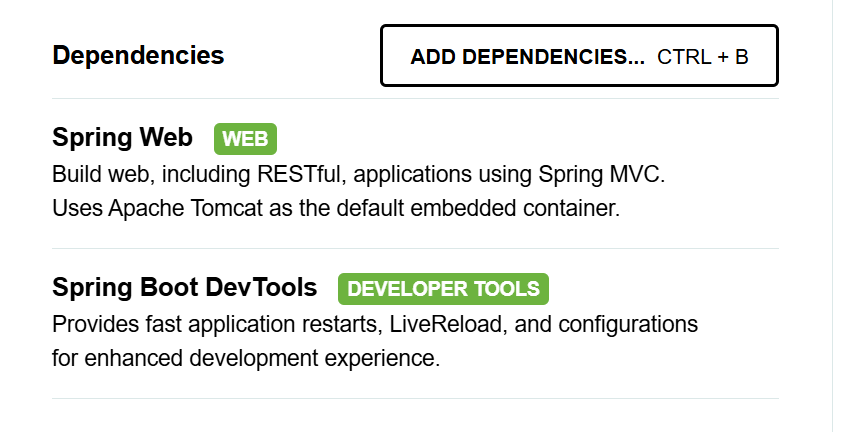 Dependencies
ADD DEPENDENCIES... CTRL + B
Spring Web WEB
Build web, including RESTful, applications using Spring MVC.
Uses Apache Tomcat as the default embedded container.
Spring Boot DevTools DEVELOPER TOOLS
Provides fast application restarts, LiveReload, and configurations
for enhanced development experience.